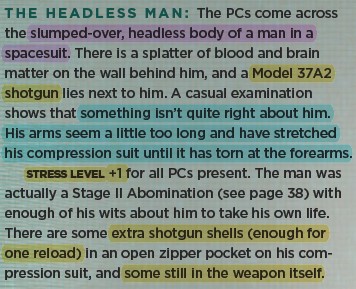 THE HEADLESS MAN: The PCs come across
the slumped-over, headless body of a man in a
spacesuit. There is a splatter of blood and brain
matter on the wall behind him, and a Model 37A2
shotgun lies next to him. A casual examination
shows that something isn't quite right about him.
His arms seem a little too long and have stretched
his compression suit until it has torn at the forearms.
STRESS LEVEL +1 for all PCs present. The man was
actually a Stage II Abomination (see page 38) with
enough of his wits about him to take his own life.
There are some extra shotgun shells (enough for
one reload) in an open zipper pocket on his com-
pression suit, and some still in the weapon itself.